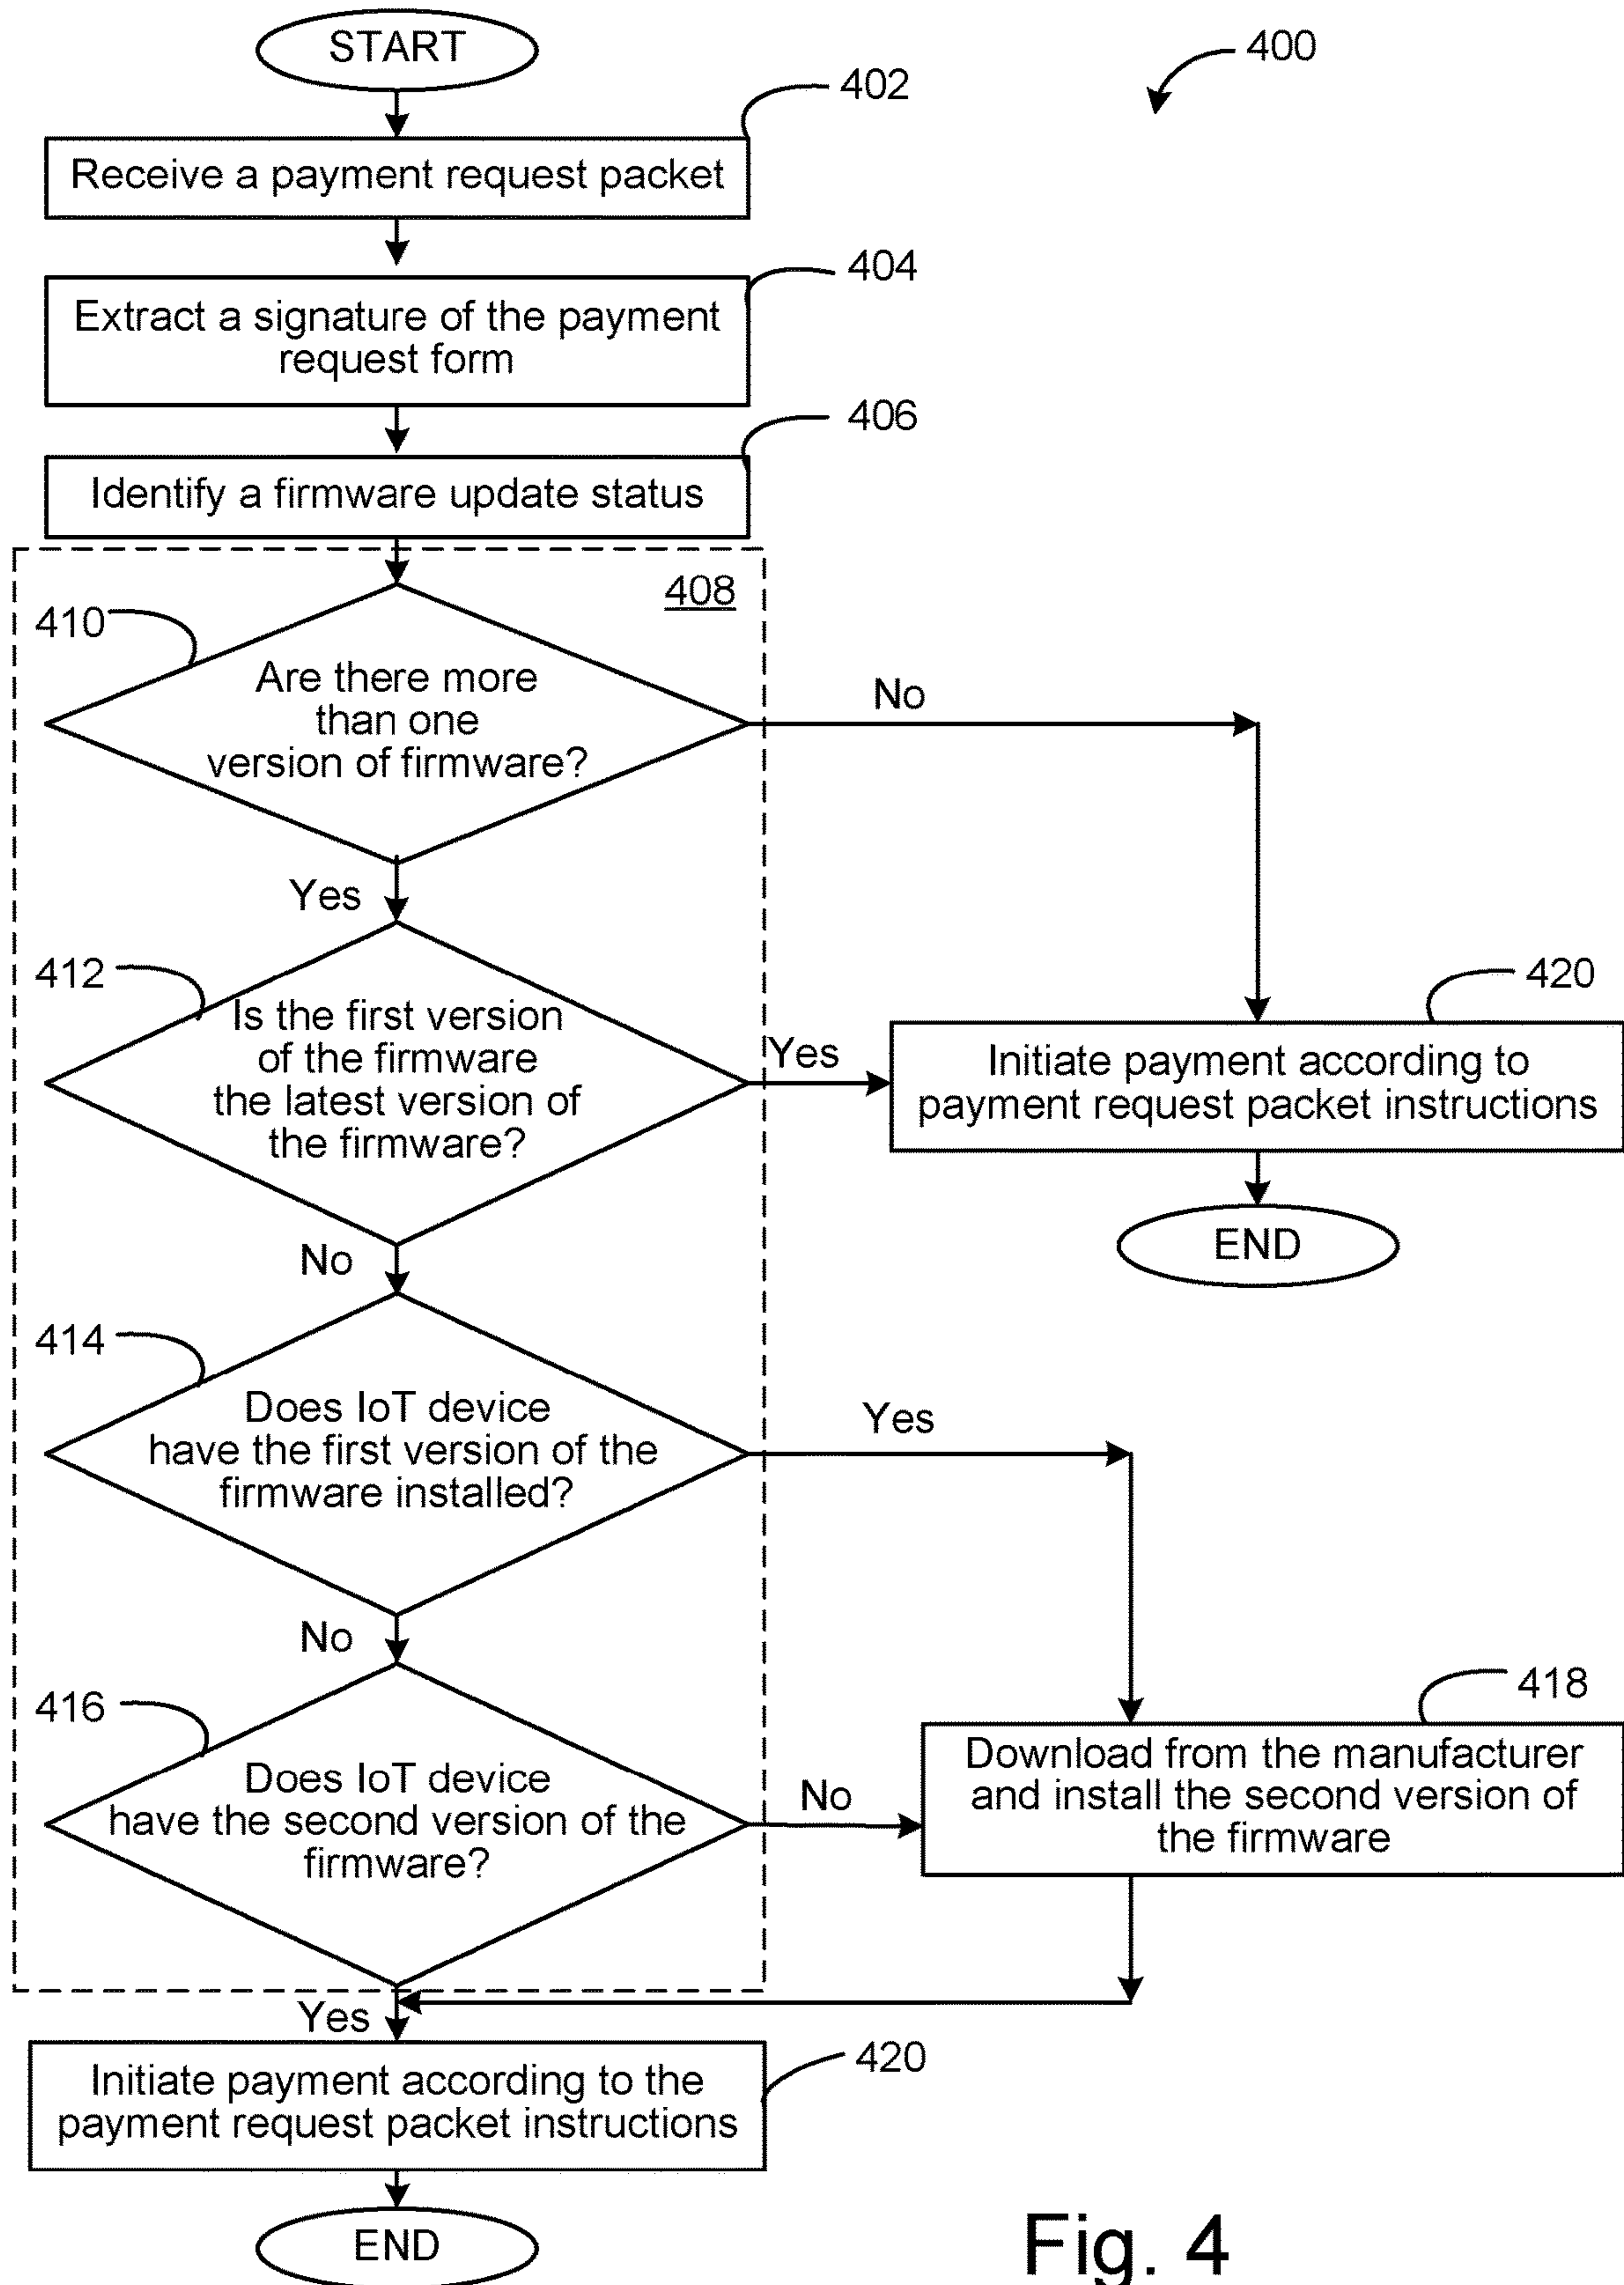 START
400
402
Receive a payment request packet
404
Extract a signature of the payment
request form
406
Identify a firmware update status
408
410
Are there more
than one
version of firmware?
No
Yes
412
Is the first version
of the firmware
the latest version of
the firmware?
Yes
420
Initiate payment according to
payment request packet instructions
END
No
414
Does IoT device
have the first version of the
firmware installed?
Yes
No
416
Does IoT device
have the second version of the
firmware?
No
418
Download from the manufacturer
and install the second version of
the firmware
Yes
420
Initiate payment according to the
payment request packet instructions
END
Fig. 4